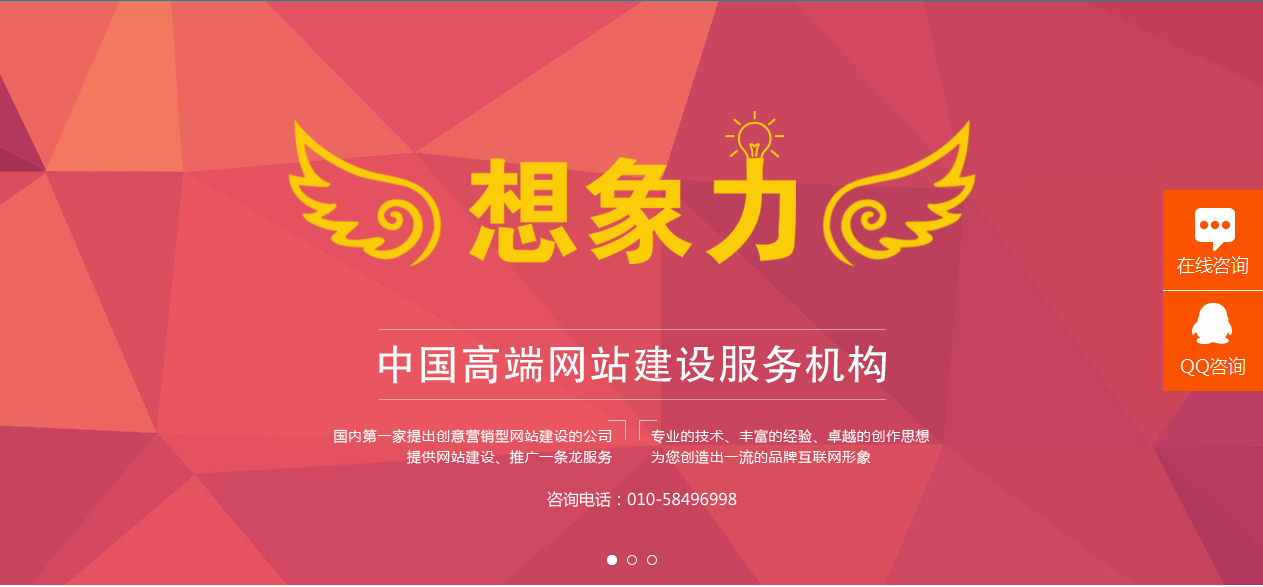 想象力
中国高端网站建设服务机构
国内第一家提出创意营销型网站建设的公司
提供网站建设、推广一条龙服务
专业的技术、丰富的经验、卓越的创作思想
为您创造出一流的品牌互联网形象
咨询电话：010-58496998
在线咨询
QQ咨询